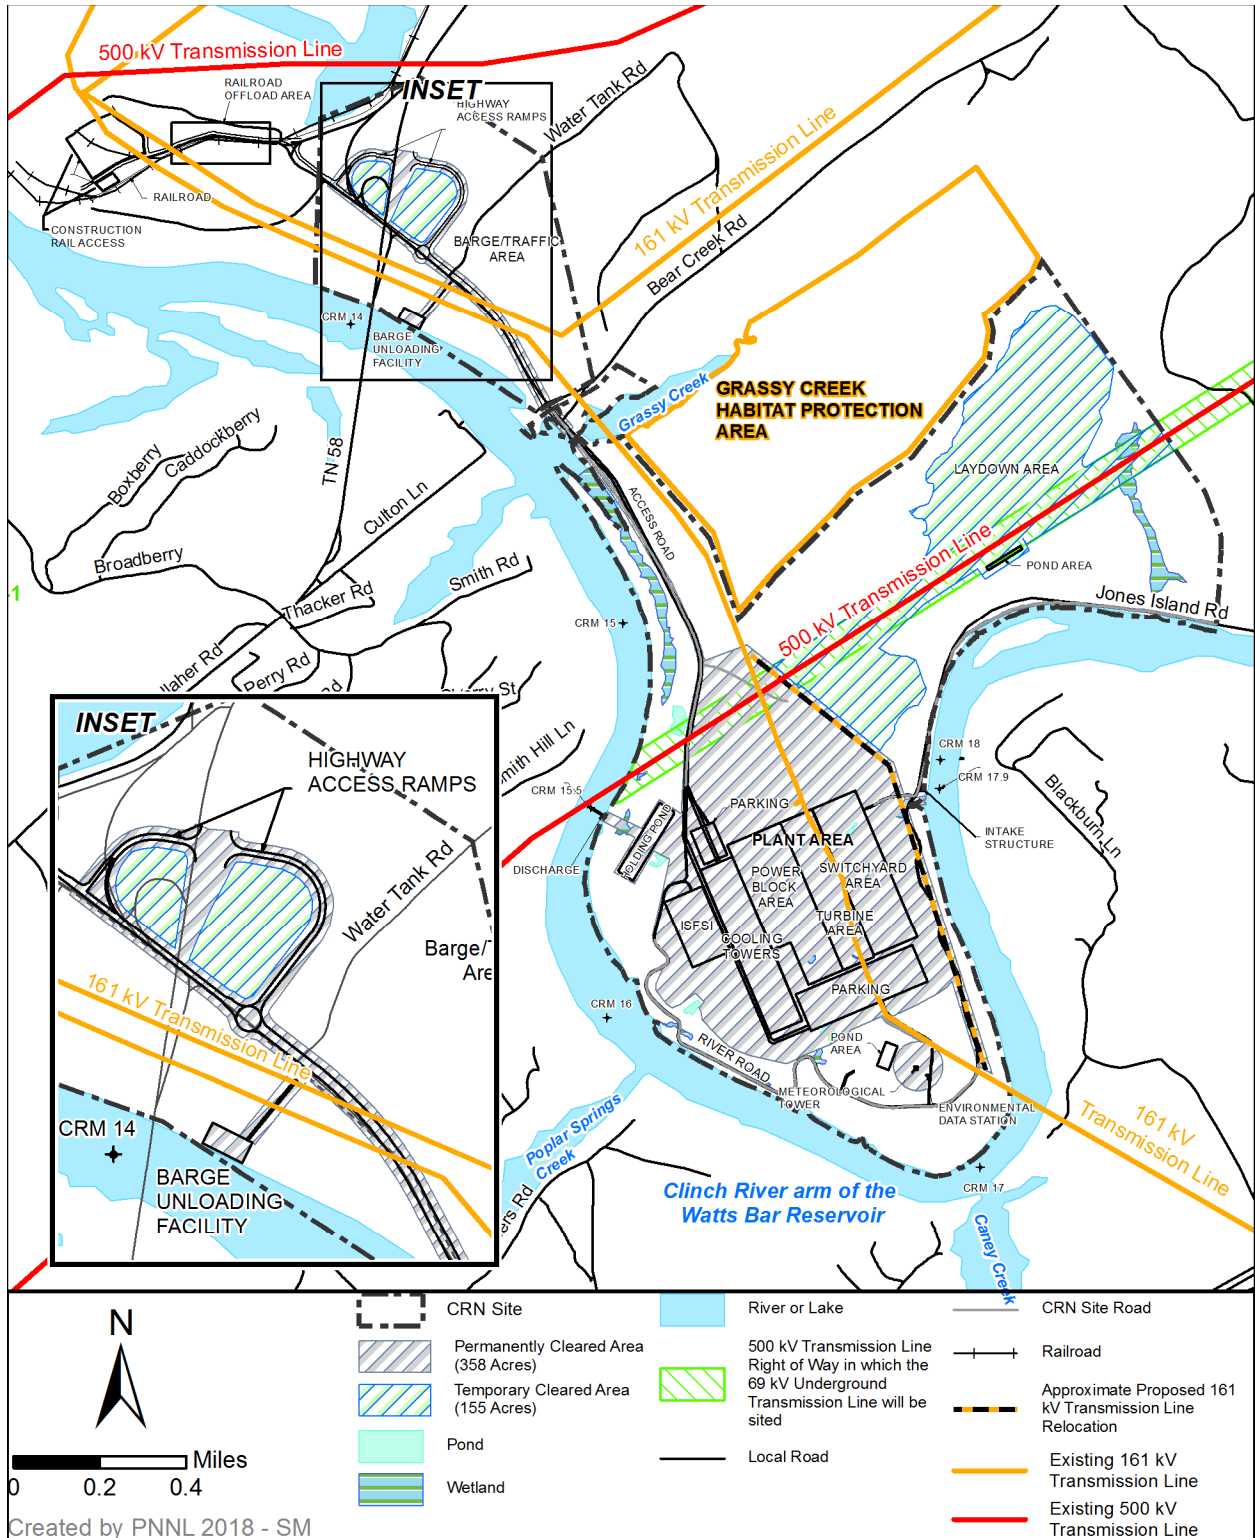 500 kV Transmission Line
RAILROAD
OFFLOAD AREA
INSET
HIGHWAY
ACCESS RAMPS
Water Tank Rd
161 kV Transmission Line
Bear Creek Rd
RAILROAD
CONSTRUCTION
RAIL ACCESS
BARGE/TRAFFIC
AREA
CRM 14
BARGE
UNLOADING
FACILITY
Grassy Creek
GRASSY CREEK
HABITAT PROTECTION
AREA
Boxberry
Caddockberry
TN 58
Culton Ln
Broadberry
Thacker Rd
Smith Rd
ACCESS ROAD
LAYDOWN AREA
500 kV Transmission Line
POND AREA
Jones Island Rd
-1
CRM 15
llaher Rd
Perry Rd
Rd
Cherry St
mith Hill Ln
CRM 15.5
DISCHARGE
HOLDING POND
PARKING
PLANT AREA
POWER
BLOCK
AREA
SWITCHYARD
AREA
TURBINE
AREA
ISFSI
COOLING
TOWERS
PARKING
CRM 18
CRM 17.9
INTAKE
STRUCTURE
Blackburn Ln
CRM 16
RIVER ROAD
POND
AREA
METEOROLOGICAL
TOWER
ENVIRONMENTAL
DATA STATION
161 kV
Transmission Line
CRM 17
Poplar Springs
Creek
ers Rd
Clinch River arm of the
Watts Bar Reservoir
Caney Creek
INSET
HIGHWAY
ACCESS RAMPS
Water Tank Rd
Barge/T
Are
161 kV Transmission Line
CRM 14
BARGE
UNLOADING
FACILITY
N
Miles
0 0.2 0.4
Created by PNNL 2018 - SM
CRN Site
Permanently Cleared Area
(358 Acres)
Temporary Cleared Area
(155 Acres)
Pond
Wetland
River or Lake
500 kV Transmission Line
Right of Way in which the
69 kV Underground
Transmission Line will be
sited
Local Road
CRN Site Road
Railroad
Approximate Proposed 161
kV Transmission Line
Relocation
Existing 161 kV
Transmission Line
Existing 500 kV
Transmission Line